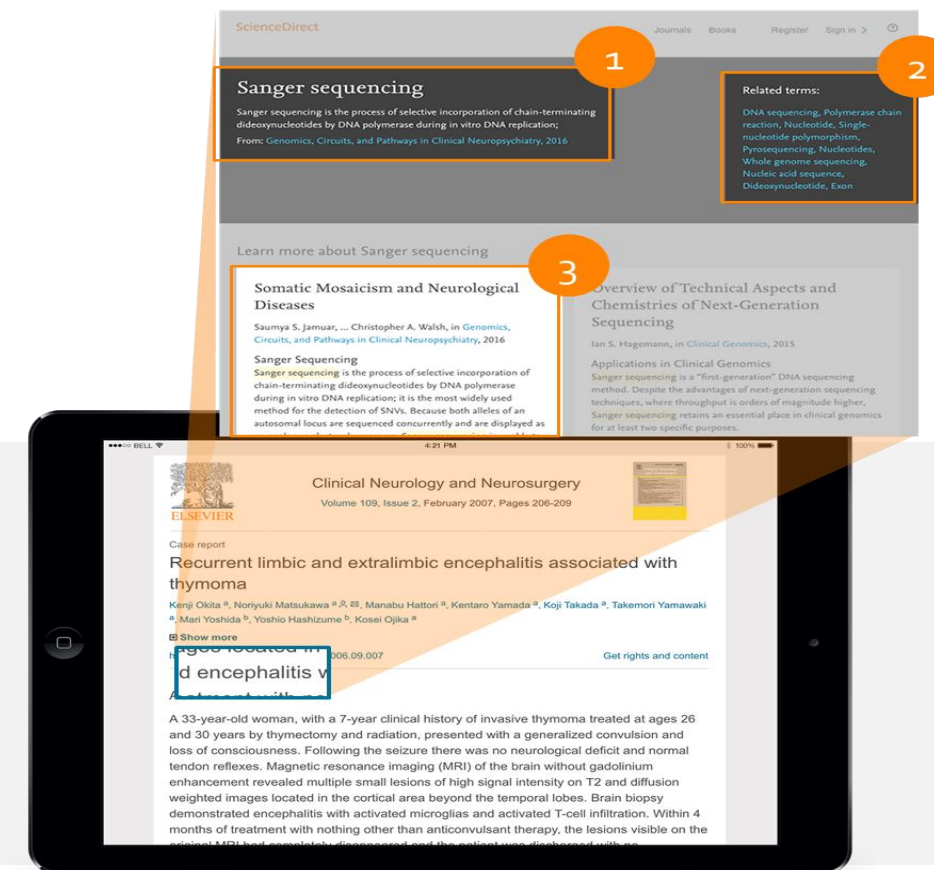 ScienceDirect
Journals Books Register Sign in > ?
1
2
Sanger sequencing
Sanger sequencing is the process of selective incorporation of chain-terminating
dideoxynucleotides by DNA polymerase during in vitro DNA replication;
From: Genomics, Circuits, and Pathways in Clinical Neuropsychiatry, 2016
Related terms:
DNA sequencing, Polymerase chain
reaction, Nucleotide, Single-
nucleotide polymorphism,
Pyrosequencing, Nucleotides,
Whole genome sequencing,
Nucleic acid sequence,
Dideoxynucleotide, Exon
Learn more about Sanger sequencing
3
Somatic Mosaicism and Neurological
Diseases
Saumya S. Jamuar, ... Christopher A. Walsh, in Genomics,
Circuits, and Pathways in Clinical Neuropsychiatry, 2016
Sanger Sequencing
Sanger sequencing is the process of selective incorporation of
chain-terminating dideoxynucleotides by DNA polymerase
during in vitro DNA replication; it is the most widely used
method for the detection of SNVs. Because both alleles of an
autosomal locus are sequenced concurrently and are displayed as
Overview of Technical Aspects and
Chemistries of Next-Generation
Sequencing
Ian S. Hagemann, in Clinical Genomics, 2015
Applications in Clinical Genomics
Sanger sequencing is a "first-generation" DNA sequencing
method. Despite the advantages of next-generation sequencing
techniques, where throughput is orders of magnitude higher,
Sanger sequencing retains an essential place in clinical genomics
for at least two specific purposes.
BELL 4:21 PM 100%
ELSEVIER
Clinical Neurology and Neurosurgery
Volume 109, Issue 2, February 2007, Pages 206-209
Case report
Recurrent limbic and extralimbic encephalitis associated with
thymoma
Kenji Okita a, Noriyuki Matsukawa a, Manabu Hattori a, Kentaro Yamada a, Koji Takada a, Takemori Yamawaki
a, Mari Yoshida b, Yoshio Hashizume b, Kosei Ojika a
Show more
006.09.007 Get rights and content
d encephalitis w
A 33-year-old woman, with a 7-year clinical history of invasive thymoma treated at ages 26
and 30 years by thymectomy and radiation, presented with a generalized convulsion and
loss of consciousness. Following the seizure there was no neurological deficit and normal
tendon reflexes. Magnetic resonance imaging (MRI) of the brain without gadolinium
enhancement revealed multiple small lesions of high signal intensity on T2 and diffusion
weighted images located in the cortical area beyond the temporal lobes. Brain biopsy
demonstrated encephalitis with activated microglias and activated T-cell infiltration. Within 4
months of treatment with nothing other than anticonvulsant therapy, the lesions visible on the